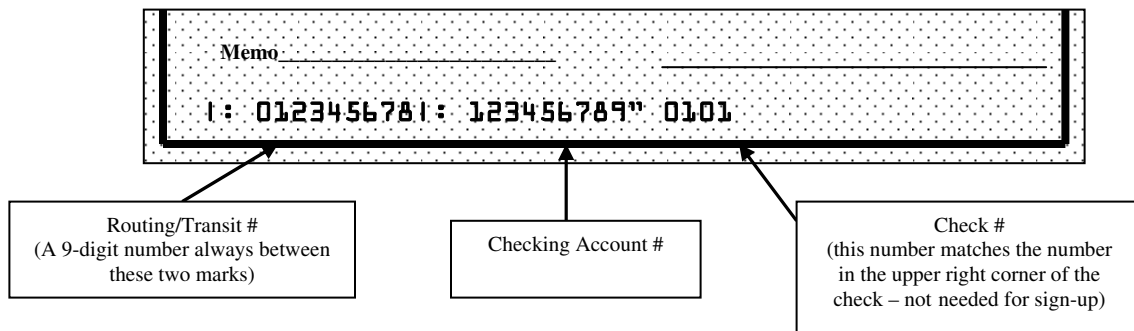 Memo
|: 012345678|: 123456789" 0101
Routing/Transit #
(A 9-digit number always between
these two marks)
Checking Account #
Check #
(this number matches the number
in the upper right corner of the
check – not needed for sign-up)